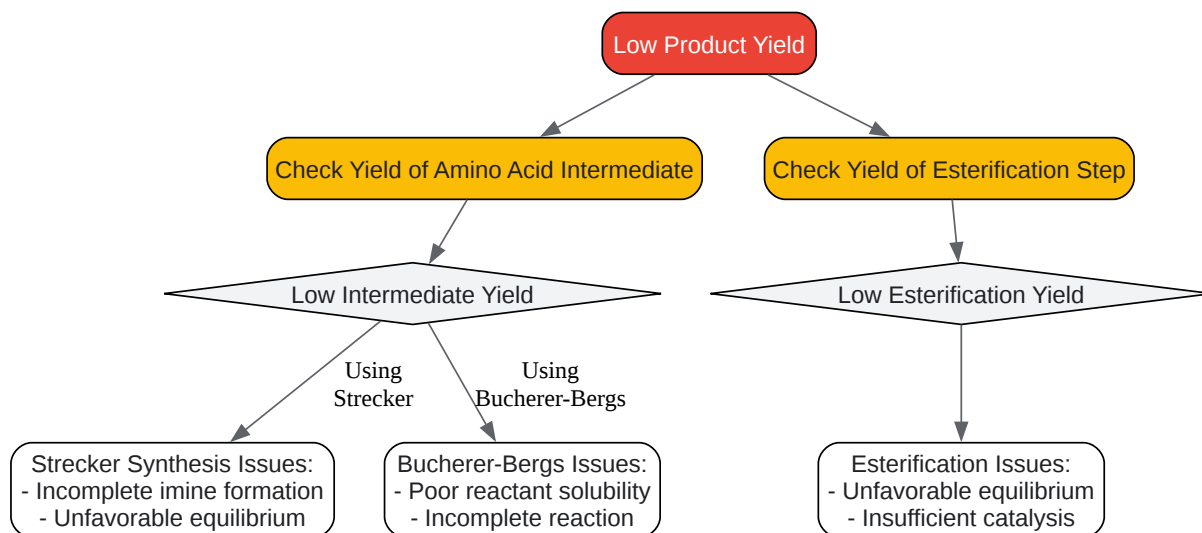 Low Product Yield
Check Yield of Amino Acid Intermediate
Check Yield of Esterification Step
Low Intermediate Yield
Low Esterification Yield
Using
Strecker
Using
Bucherer-Bergs
Strecker Synthesis Issues:
- Incomplete imine formation
- Unfavorable equilibrium
Bucherer-Bergs Issues:
- Poor reactant solubility
- Incomplete reaction
Esterification Issues:
- Unfavorable equilibrium
- Insufficient catalysis